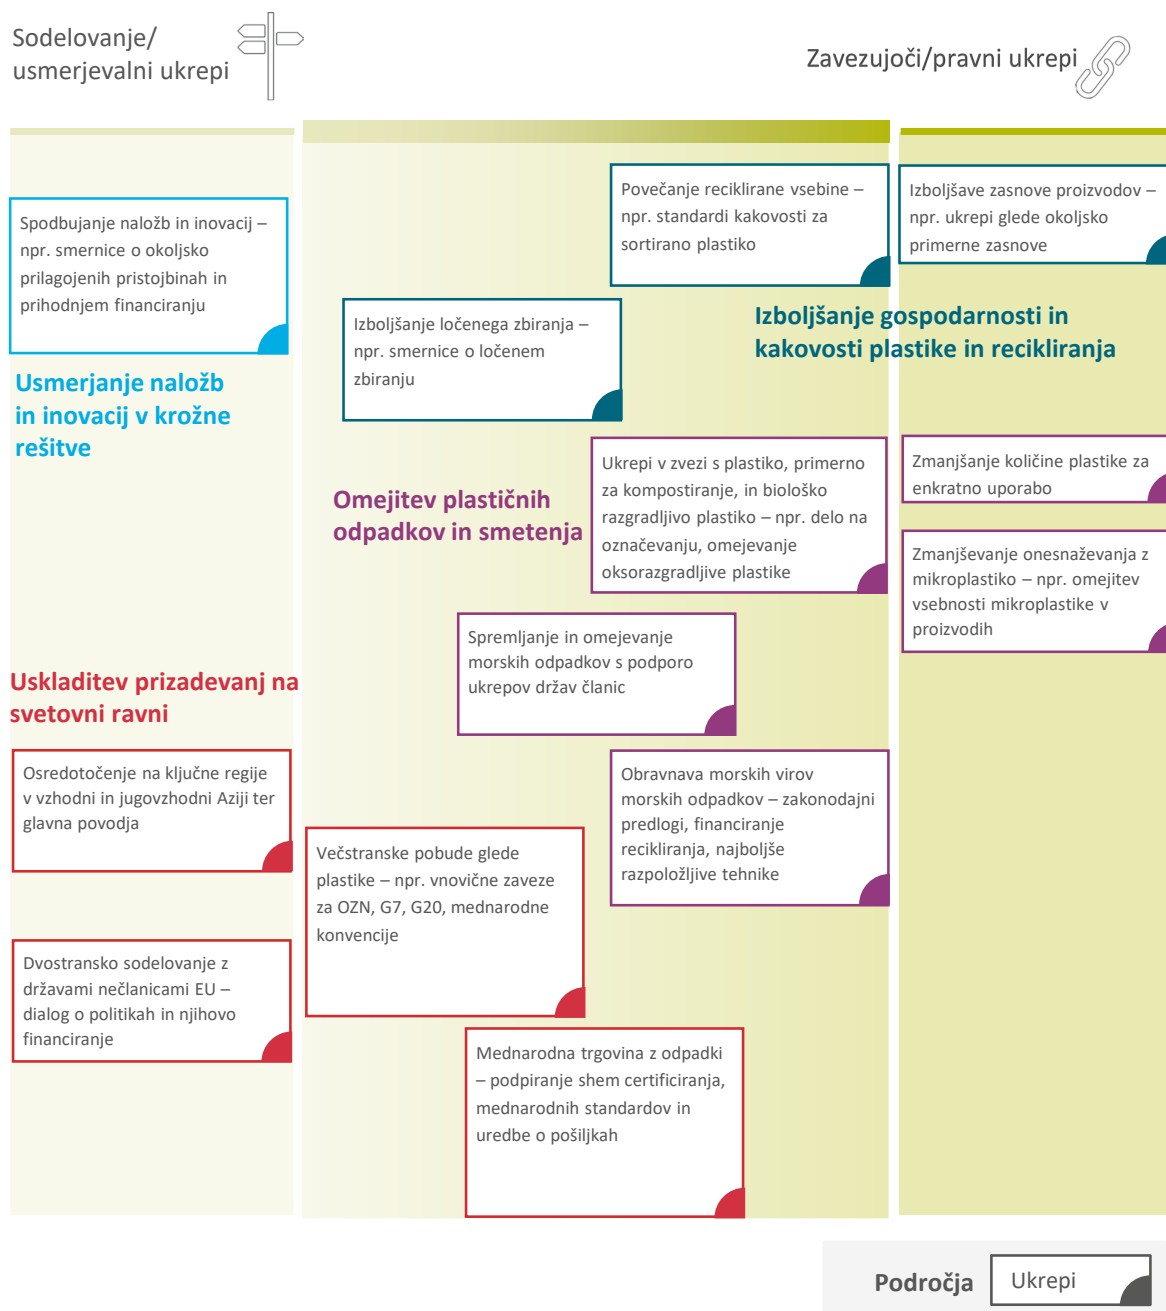 Sodelovanje/
usmerjevalni ukrepi
Zavezujoči/pravni ukrepi
Spodbujanje naložb in inovacij –
npr. smernice o okoljsko
prilagojenih pristojbinah in
prihodnjem financiranju
Usmerjanje naložb
in inovacij v krožne
rešitve
Povečanje reciklirane vsebine –
npr. standardi kakovosti za
sortirano plastiko
Izboljšave zasnove proizvodov –
npr. ukrepi glede okoljsko
primerne zasnove
Izboljšanje ločenega zbiranja –
npr. smernice o ločenem
zbiranju
Izboljšanje gospodarnosti in
kakovosti plastike in recikliranja
Omejitev plastičnih
odpadkov in smetenja
Ukrepi v zvezi s plastiko, primerno
za kompostiranje, in biološko
razgradljivo plastiko – npr. delo na
označevanju, omejevanje
oksorazgradljive plastike
Zmanjšanje količine plastike za
enkratno uporabo
Zmanjševanje onesnaževanja z
mikroplastiko – npr. omejitev
vsebnosti mikroplastike v
proizvodih
Spremljanje in omejevanje
morskih odpadkov s podporo
ukrepov držav članic
Obravnava morskih virov
morskih odpadkov – zakonodajni
predlogi, financiranje
recikliranja, najboljše
razpoložljive tehnike
Uskladitev prizadevanj na
svetovni ravni
Osredotočenje na ključne regije
v vzhodni in jugovzhodni Aziji ter
glavna povodja
Večstranske pobude glede
plastike – npr. vnovične zaveze
za OZN, G7, G20, mednarodne
konvencije
Dvostransko sodelovanje z
državami nečlanicami EU –
dialog o politikah in njihovo
financiranje
Mednarodna trgovina z odpadki
– podpiranje shem certificiranja,
mednarodnih standardov in
uredbe o pošiljkah
Področja
Ukrepi